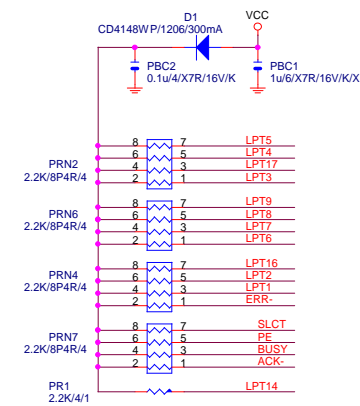 D1
VCC
CD4148WP/1206/300mA
PBC2
0.1u/4/X7R/16V/K
PBC1
1u/6/X7R/16V/K/X
PRN2
2.2K/8P4R/4
8 7 LPT5
6 5 LPT4
4 3 LPT17
2 1 LPT3
PRN6
2.2K/8P4R/4
8 7 LPT9
6 5 LPT8
4 3 LPT7
2 1 LPT6
PRN4
2.2K/8P4R/4
8 7 LPT16
6 5 LPT2
4 3 LPT1
2 1 ERR-
PRN7
2.2K/8P4R/4
8 7 SLCT
6 5 PE
4 3 BUSY
2 1 ACK-
PR1
2.2K/4/1
LPT14